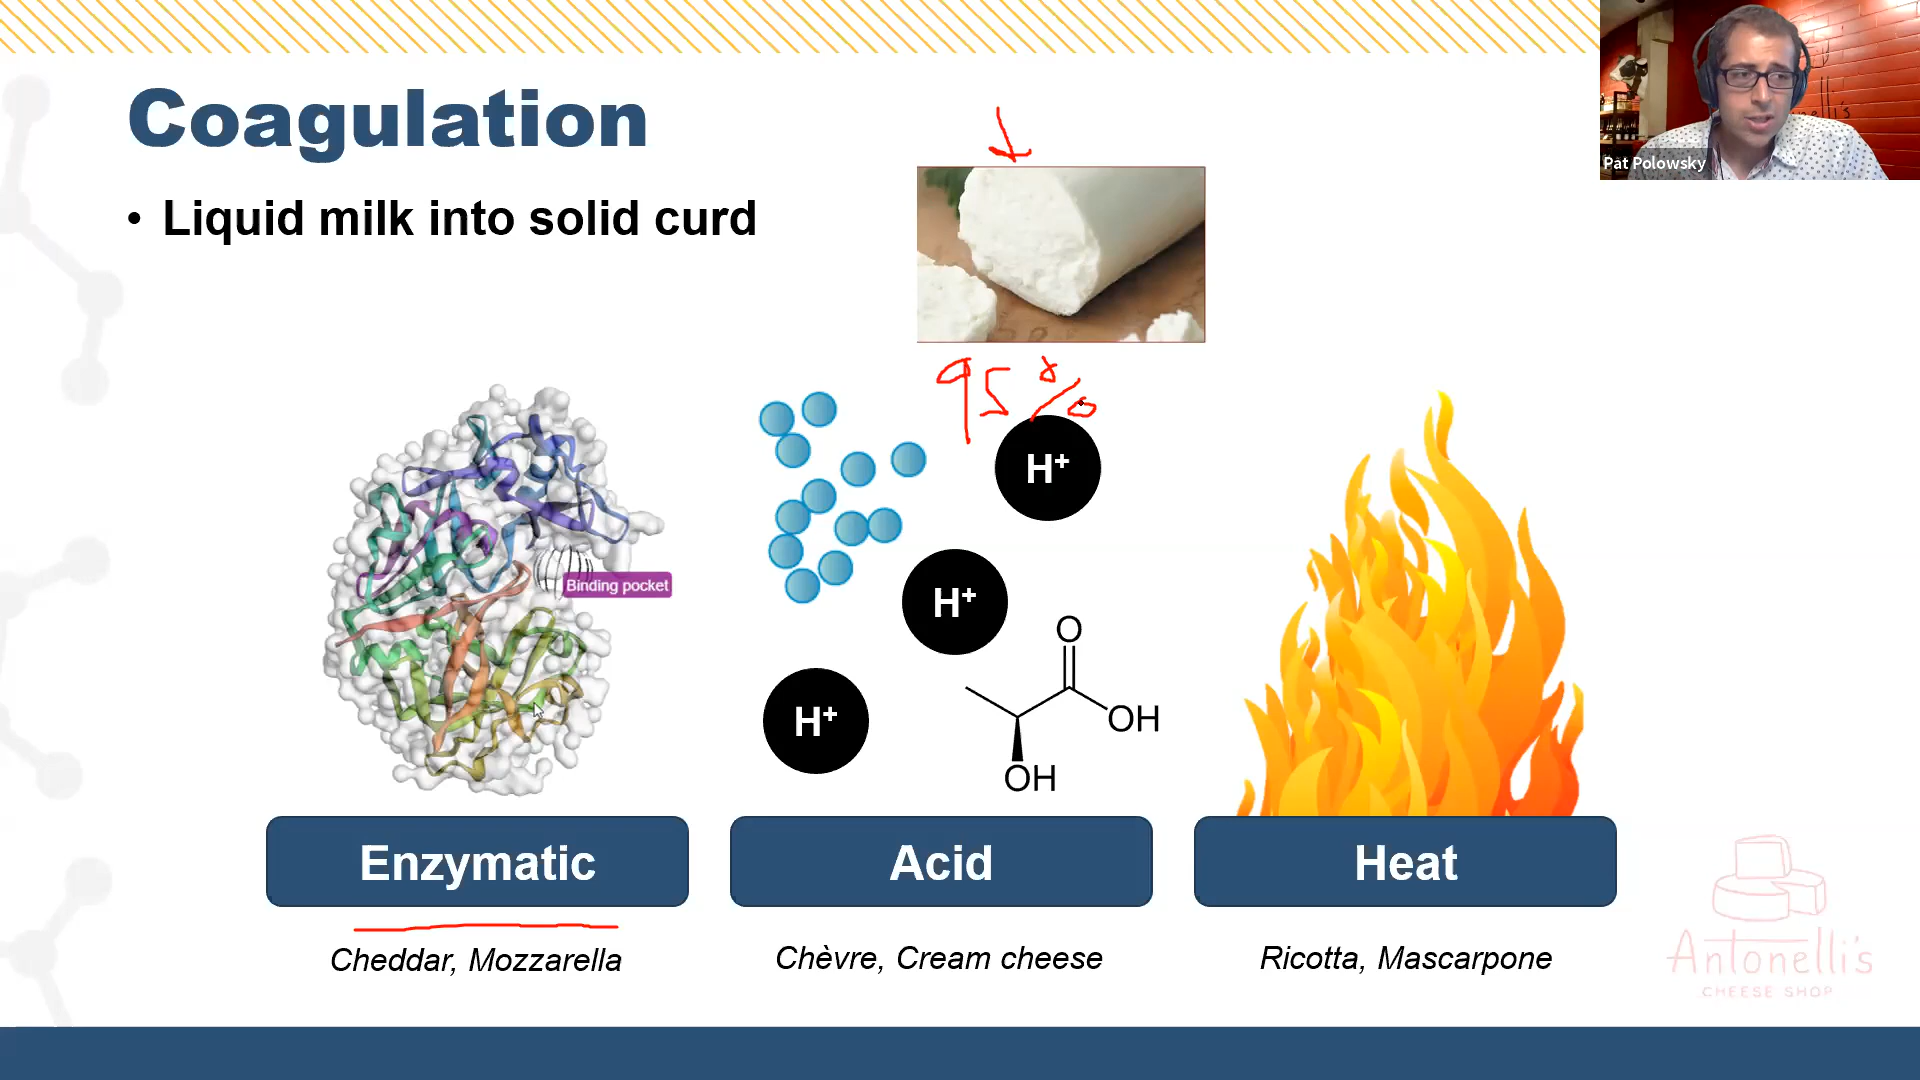 Coagulation
• Liquid milk into solid curd
95%
Binding pocket
H+
H+
H+
O
OH
OH
Enzymatic
Acid
Heat
Cheddar, Mozzarella
Chèvre, Cream cheese
Ricotta, Mascarpone
Antonelli's
CHEESE SHOP
Pat Polowsky